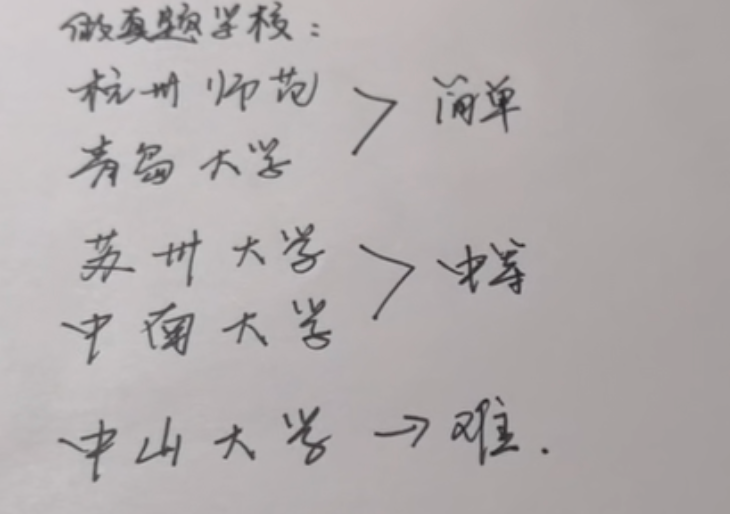 做真题学校：
杭州师范 > 简单
青岛大学
苏州大学 > 中等
中南大学
中山大学 → 难.